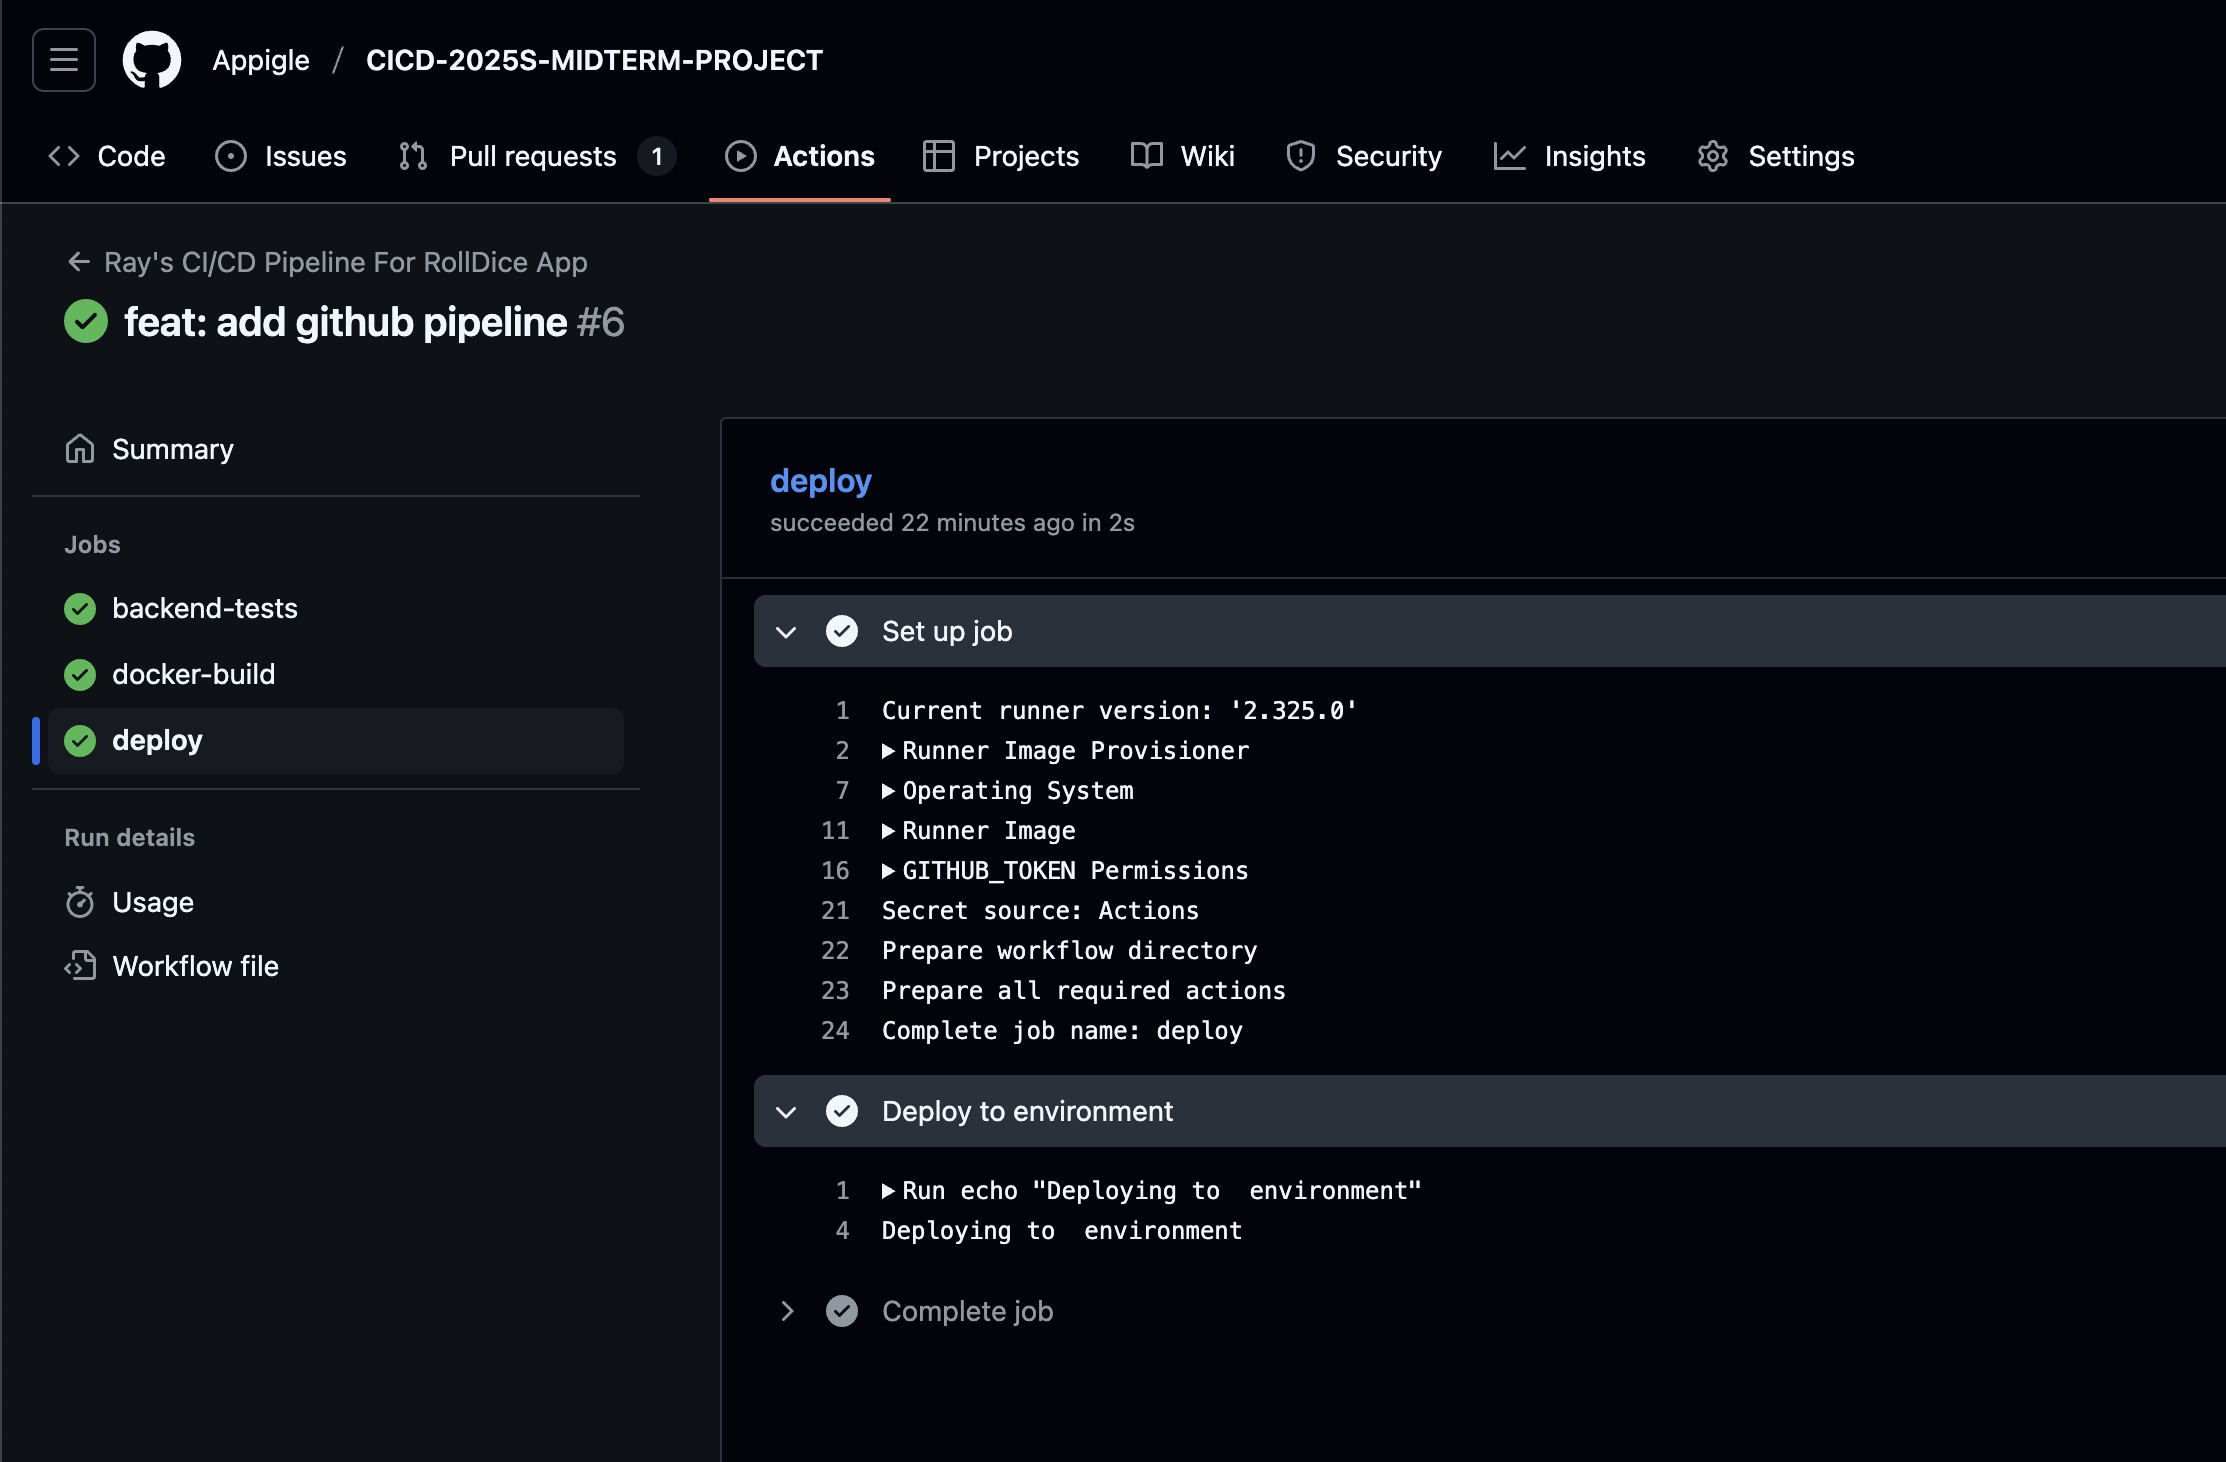 Appigle / CICD-2025S-MIDTERM-PROJECT
Code Issues Pull requests 1 Actions Projects Wiki Security Insights Settings
← Ray's CI/CD Pipeline For RollDice App
feat: add github pipeline #6
Summary
Jobs
backend-tests
docker-build
deploy
Run details
Usage
Workflow file
deploy
succeeded 22 minutes ago in 2s
Set up job
1 Current runner version: '2.325.0'
2 ▶Runner Image Provisioner
7 ▶Operating System
11 ▶Runner Image
16 ▶GITHUB_TOKEN Permissions
21 Secret source: Actions
22 Prepare workflow directory
23 Prepare all required actions
24 Complete job name: deploy
Deploy to environment
1 ▶Run echo "Deploying to  environment"
4 Deploying to  environment
Complete job